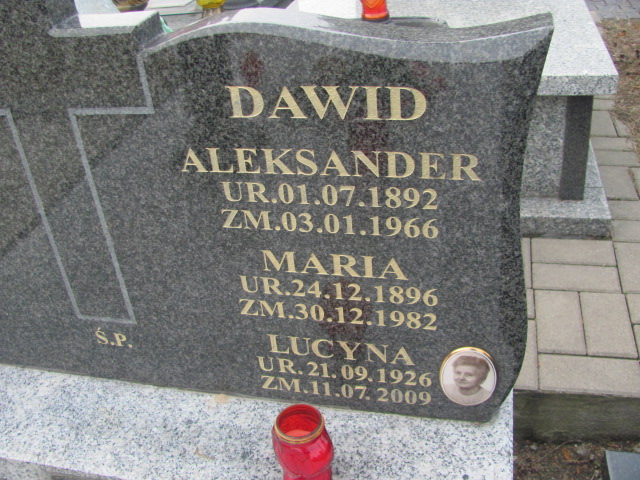 DAWID
ALEKSANDER
UR.01.07.1892
ZM.03.01.1966
MARIA
UR.24.12.1896
ZM.30.12.1982
Ś.P.
LUCYNA
UR.21.09.1926
ZM.11.07.2009